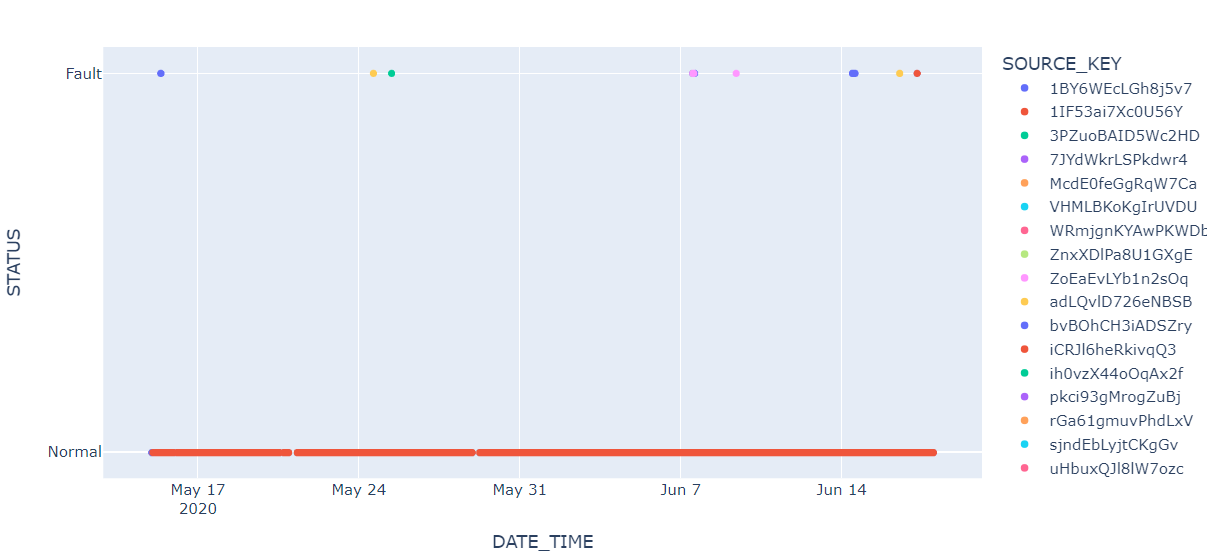 Fault
Normal
STATUS
May 17
2020
May 24
May 31
Jun 7
Jun 14
DATE_TIME
SOURCE_KEY
1BY6WEcLGh8j5v7
1IF53ai7Xc0U56Y
3PZuoBAID5Wc2HD
7JYdWkrLSPkdwr4
McdE0feGgRqW7Ca
VHMLBKoKgIrUVDU
WRmjgnKYAwPKWDb
ZnxXDlPa8U1GXgE
ZoEaEvLYb1n2sOq
adLQvlD726eNBSB
bvBOhCH3iADSZry
iCRJl6heRkivqQ3
ih0vzX44oOqAx2f
pkci93gMrogZuBj
rGa61gmuvPhdLxV
sjndEbLyjtCKgGv
uHbuxQJl8lW7ozc